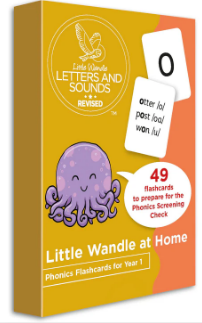 Little Wandle
LETTERS AND
SOUNDS
REVISED
TM
o
otter /o/
post /oa/
won /u/
49
flashcards
to prepare for the
Phonics Screening
Check
Little Wandle at Home
Phonics Flashcards for Year 1